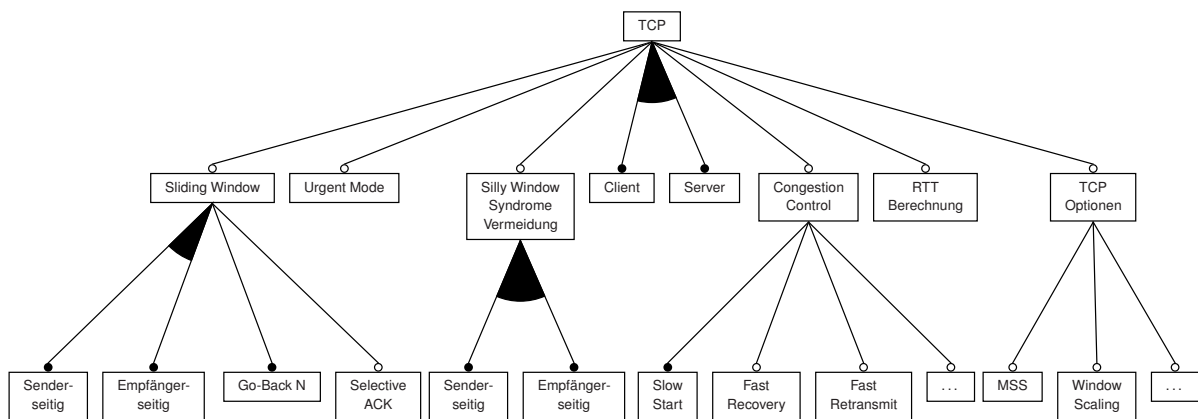 TCP
Sliding Window
Urgent Mode
Silly Window
Syndrome
Vermeidung
Client
Server
Congestion
Control
RTT
Berechnung
TCP
Optionen
Sender-
seitig
Empfänger-
seitig
Go-Back N
Selective
ACK
Sender-
seitig
Empfänger-
seitig
Slow
Start
Fast
Recovery
Fast
Retransmit
...
MSS
Window
Scaling
...